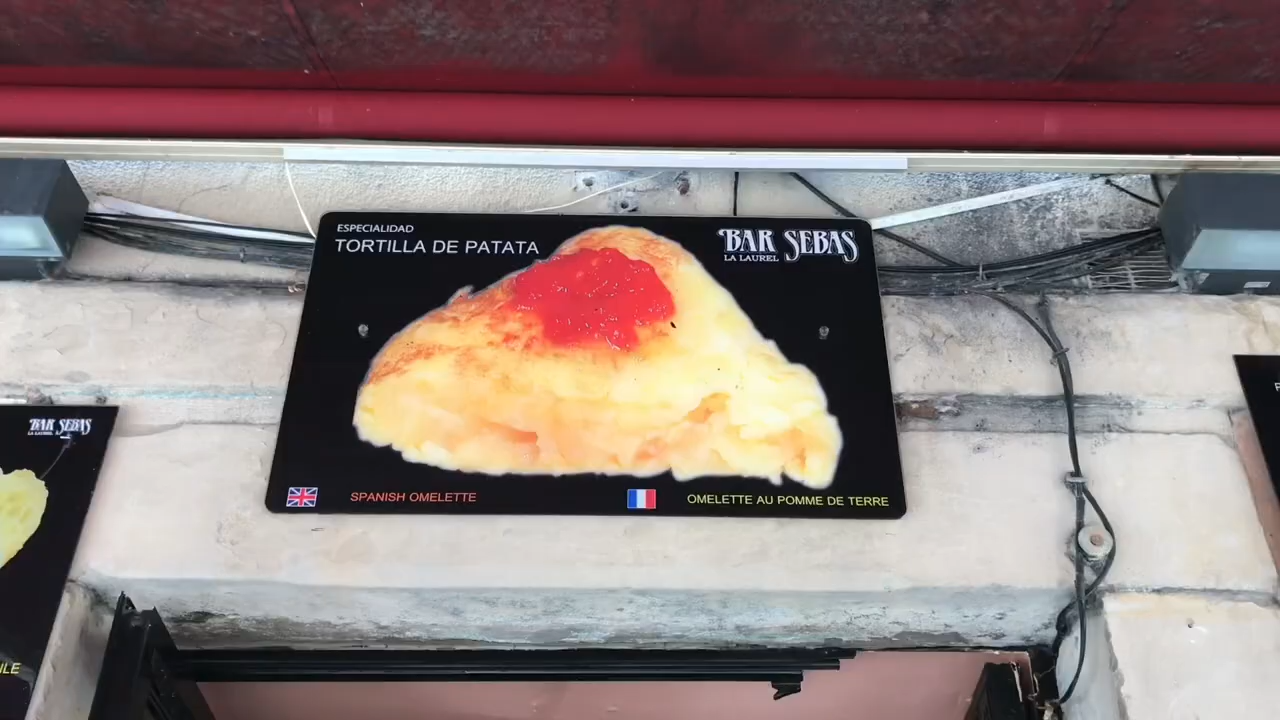 ESPECIALIDAD
TORTILLA DE PATATA
BAR SEBAS
LA LAUREL
SPANISH OMELETTE
OMELETTE AU POMME DE TERRE
BAR SEBAS
LA LAUREL